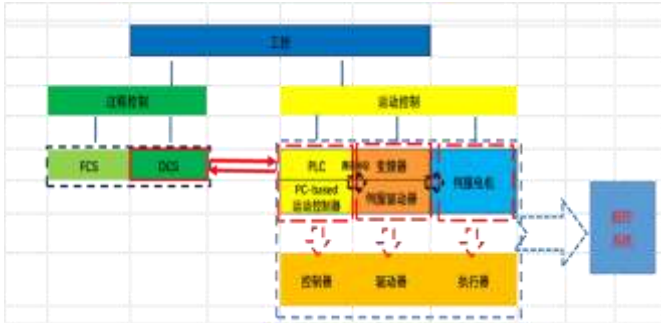 工控
过程控制
运动控制
FCS
DCS
PLC
变频器
PC-based
运动控制器
伺服驱动器
伺服电机
控制器
驱动器
执行器
系统